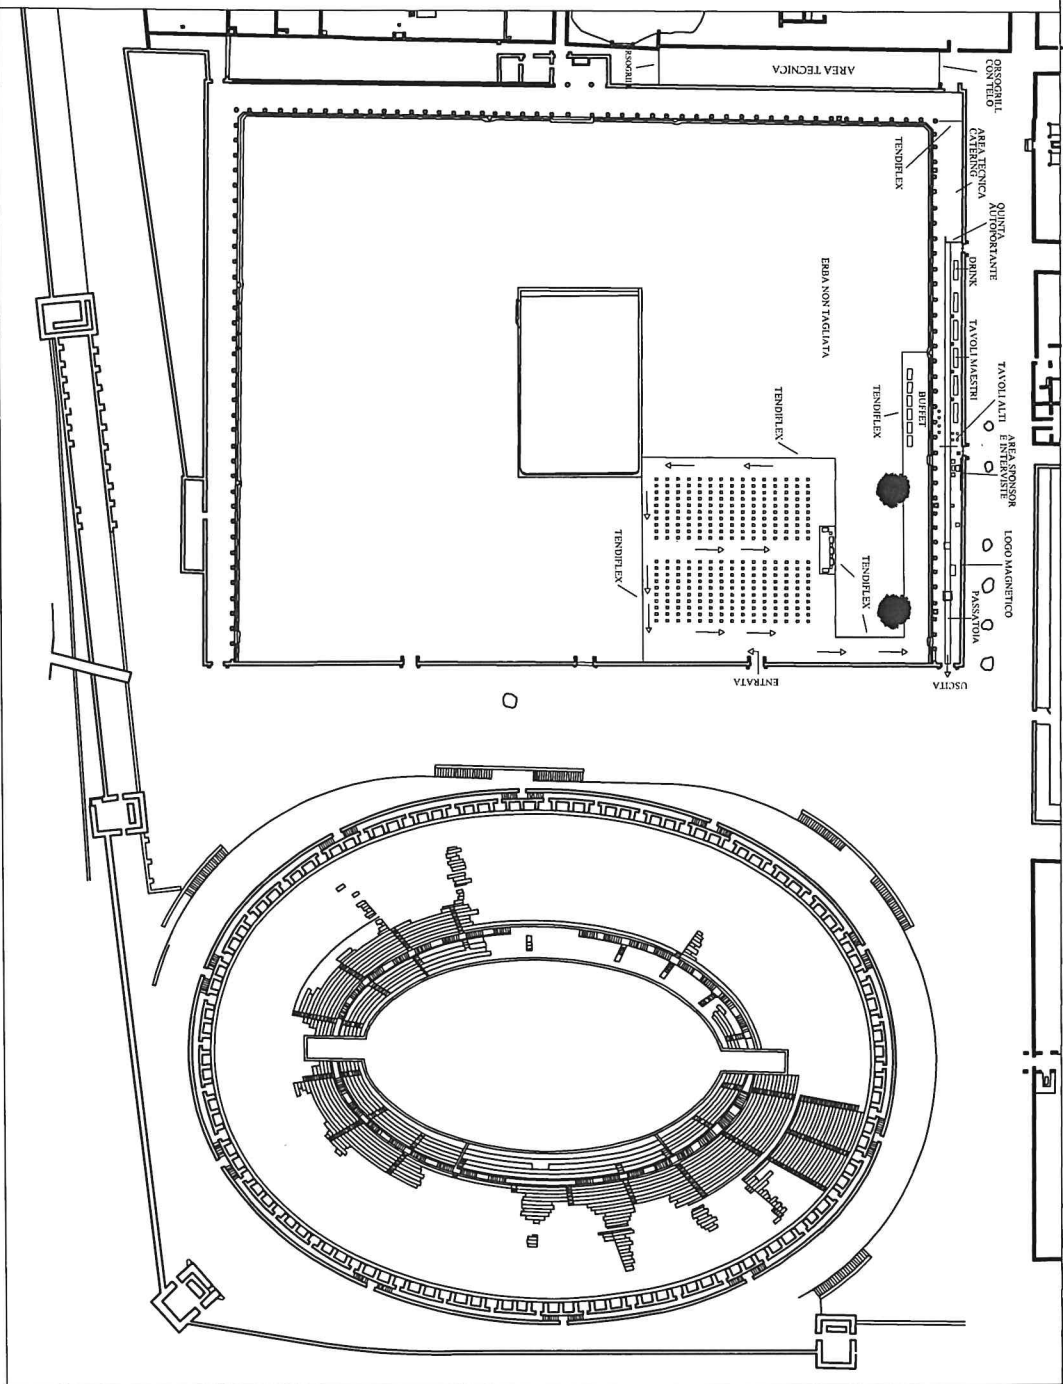 ORSOGRILL
CON TELO
AREA TECNICA
RSOGRILL
TENDIFLEX
AREA TECNICA
CATERING
QUINTA
AUTOPORTANTE
DRINK
TAVOLI MAESTRI
TAVOLI ALTI
AREA SPONSOR
E INTERVISTE
LOGO MAGNETICO
PASSATOIA
USCITA
ERBA NON TAGLIATA
BUFFET
TENDIFLEX
TENDIFLEX
TENDIFLEX
TENDIFLEX
ENTRATA